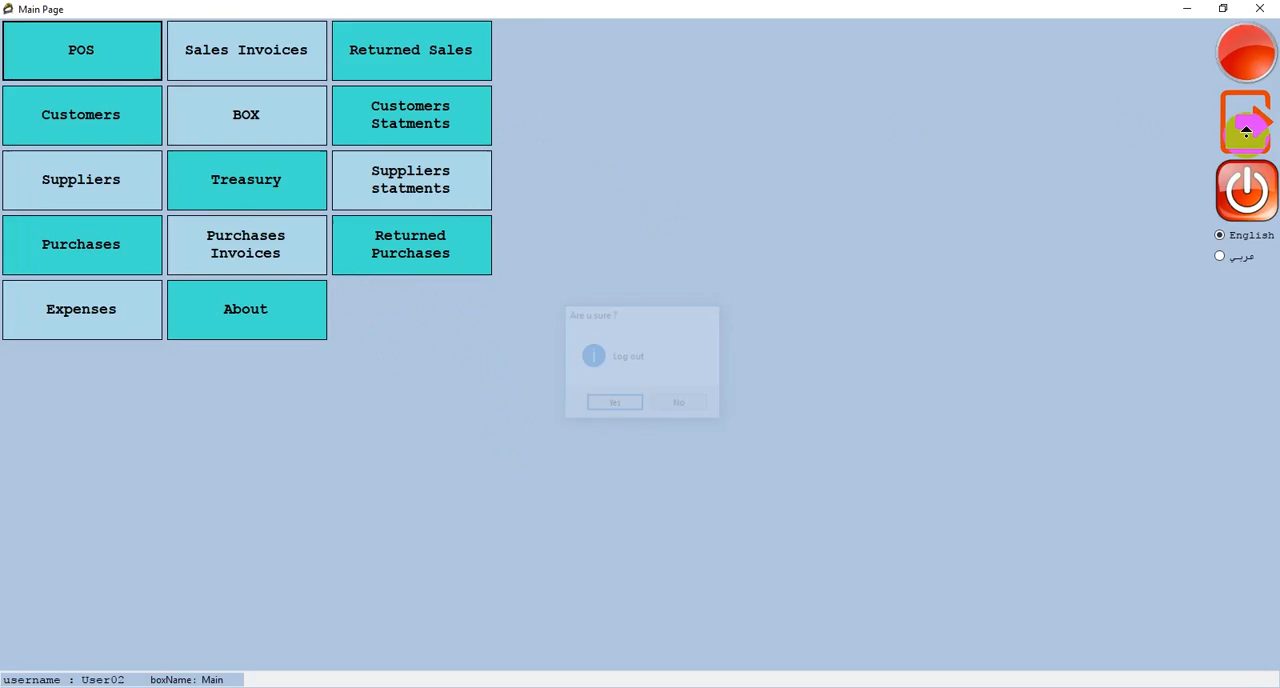 Main Page
POS
Sales Invoices
Returned Sales
Customers
BOX
Customers
Statments
Suppliers
Treasury
Suppliers
statments
Purchases
Purchases
Invoices
Returned
Purchases
Expenses
About
English
عربي
Are u sure ?
Log out
Yes
No
username : User02
boxName: Main